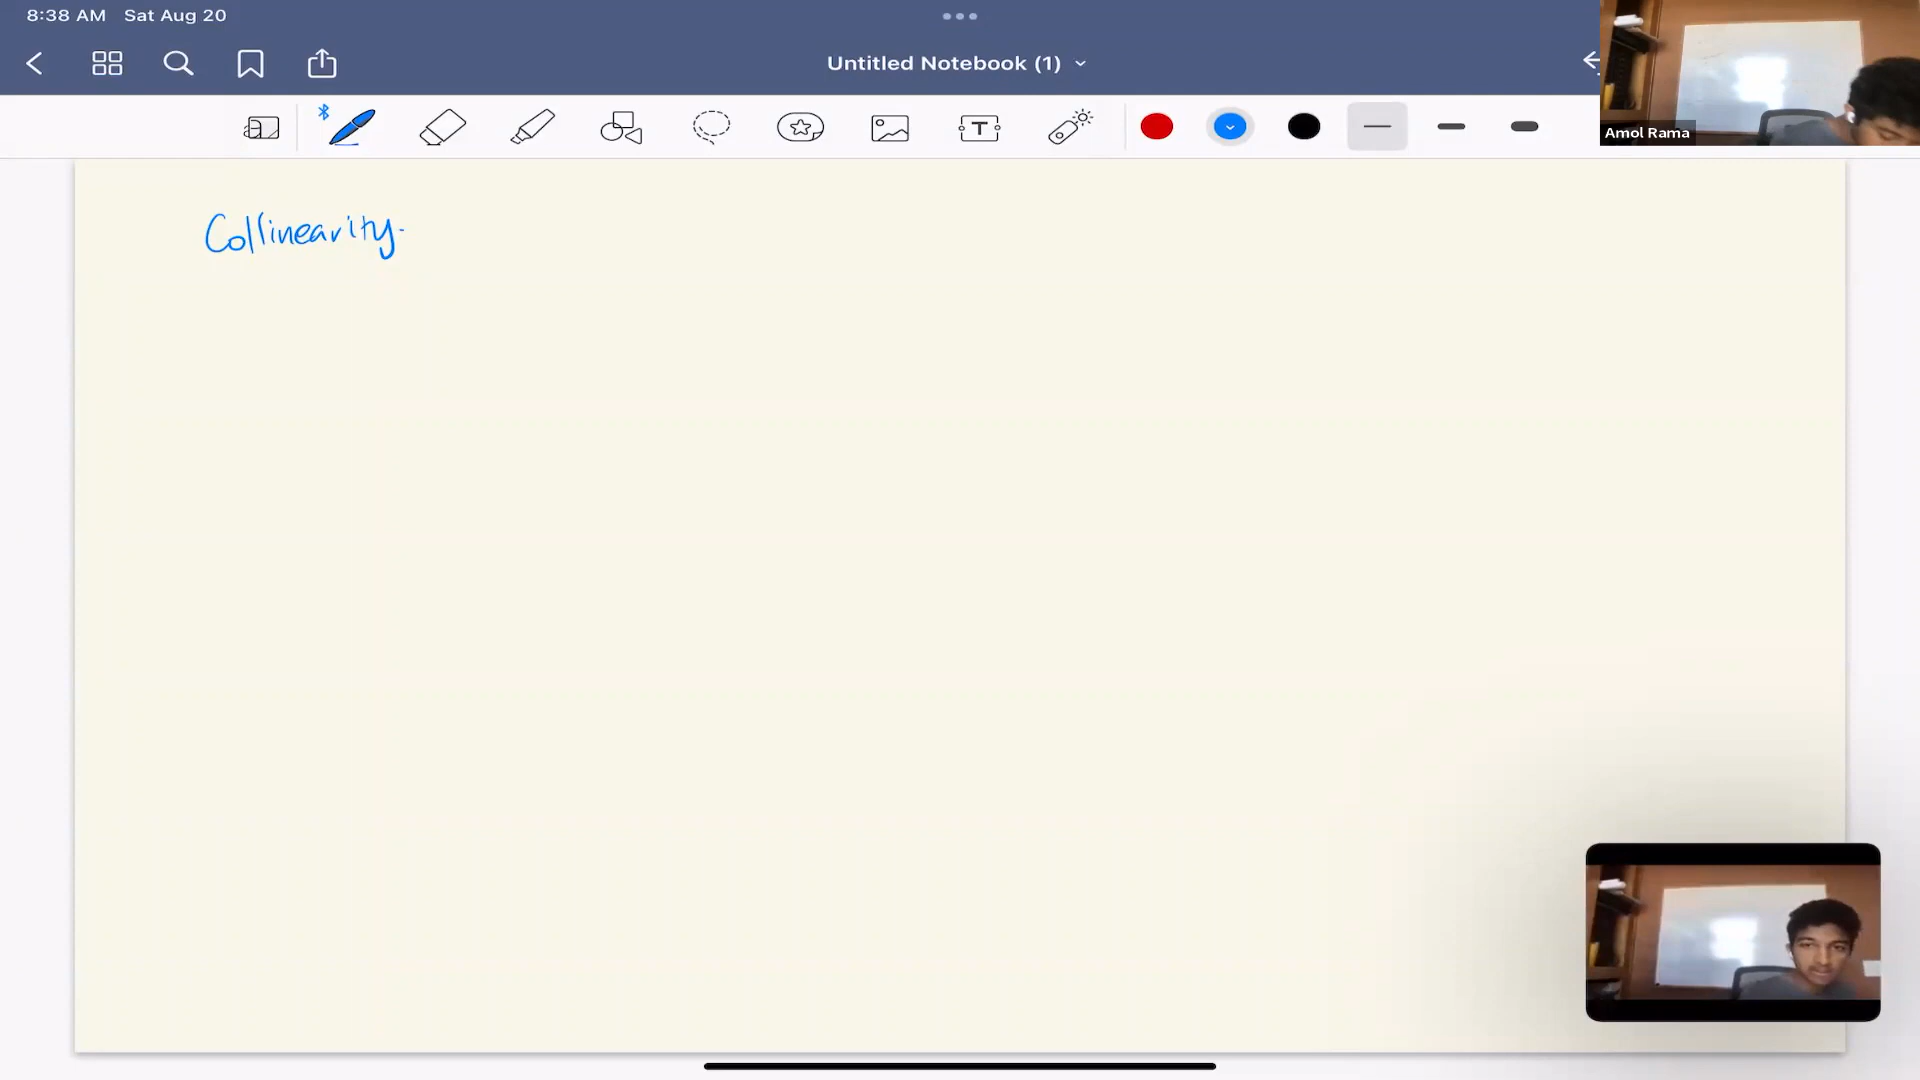 8:38 AM Sat Aug 20
Untitled Notebook (1)
Amol Rama
Collinearity.